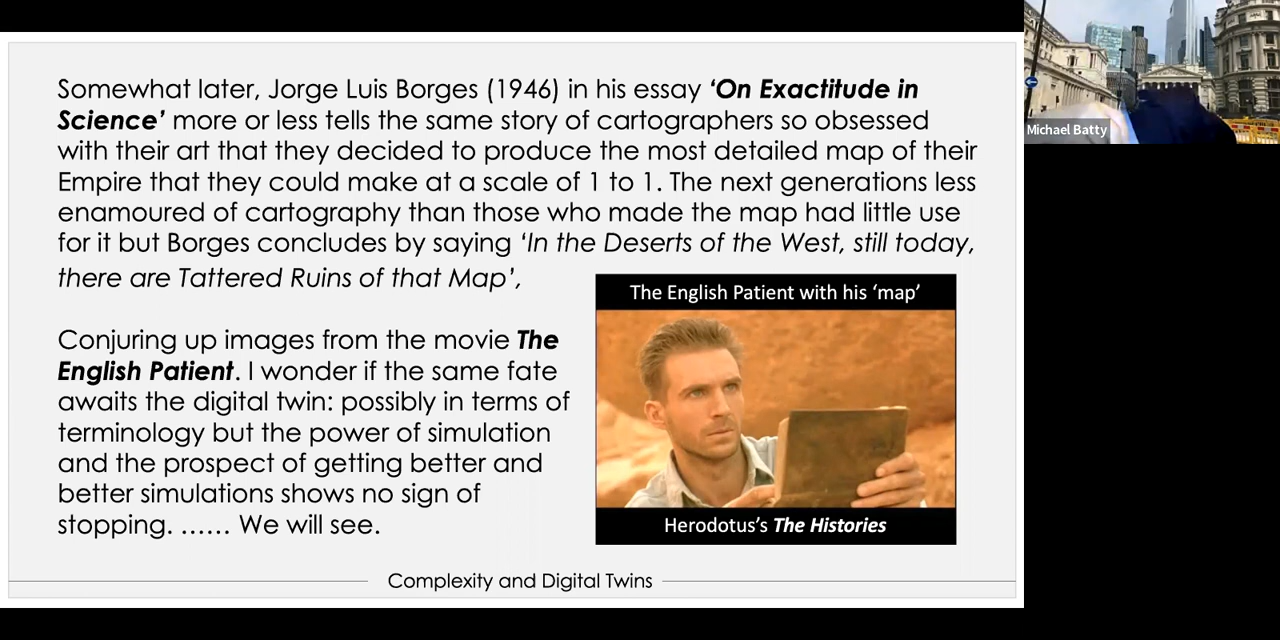 Somewhat later, Jorge Luis Borges (1946) in his essay ‘On Exactitude in
Science’ more or less tells the same story of cartographers so obsessed
with their art that they decided to produce the most detailed map of their
Empire that they could make at a scale of 1 to 1. The next generations less
enamoured of cartography than those who made the map had little use
for it but Borges concludes by saying ‘In the Deserts of the West, still today,
there are Tattered Ruins of that Map’,
Conjuring up images from the movie The
English Patient. I wonder if the same fate
awaits the digital twin: possibly in terms of
terminology but the power of simulation
and the prospect of getting better and
better simulations shows no sign of
stopping. …… We will see.
The English Patient with his ‘map’
Herodotus’s The Histories
Complexity and Digital Twins
Michael Batty